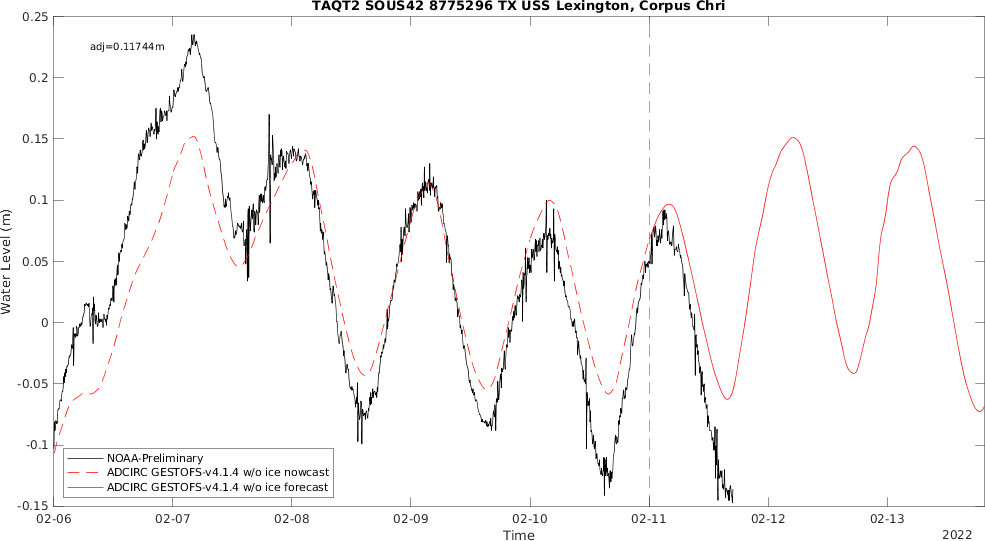 TAQT2 SOUS42 8775296 TX USS Lexington, Corpus Chri
adj=0.11744m
0.25
0.2
0.15
0.1
0.05
0
-0.05
-0.1
-0.15
Water Level (m)
NOAA-Preliminary
ADCIRC GESTOFS-v4.1.4 w/o ice nowcast
ADCIRC GESTOFS-v4.1.4 w/o ice forecast
02-06 02-07 02-08 02-09 02-10 02-11 02-12 02-13
Time
2022